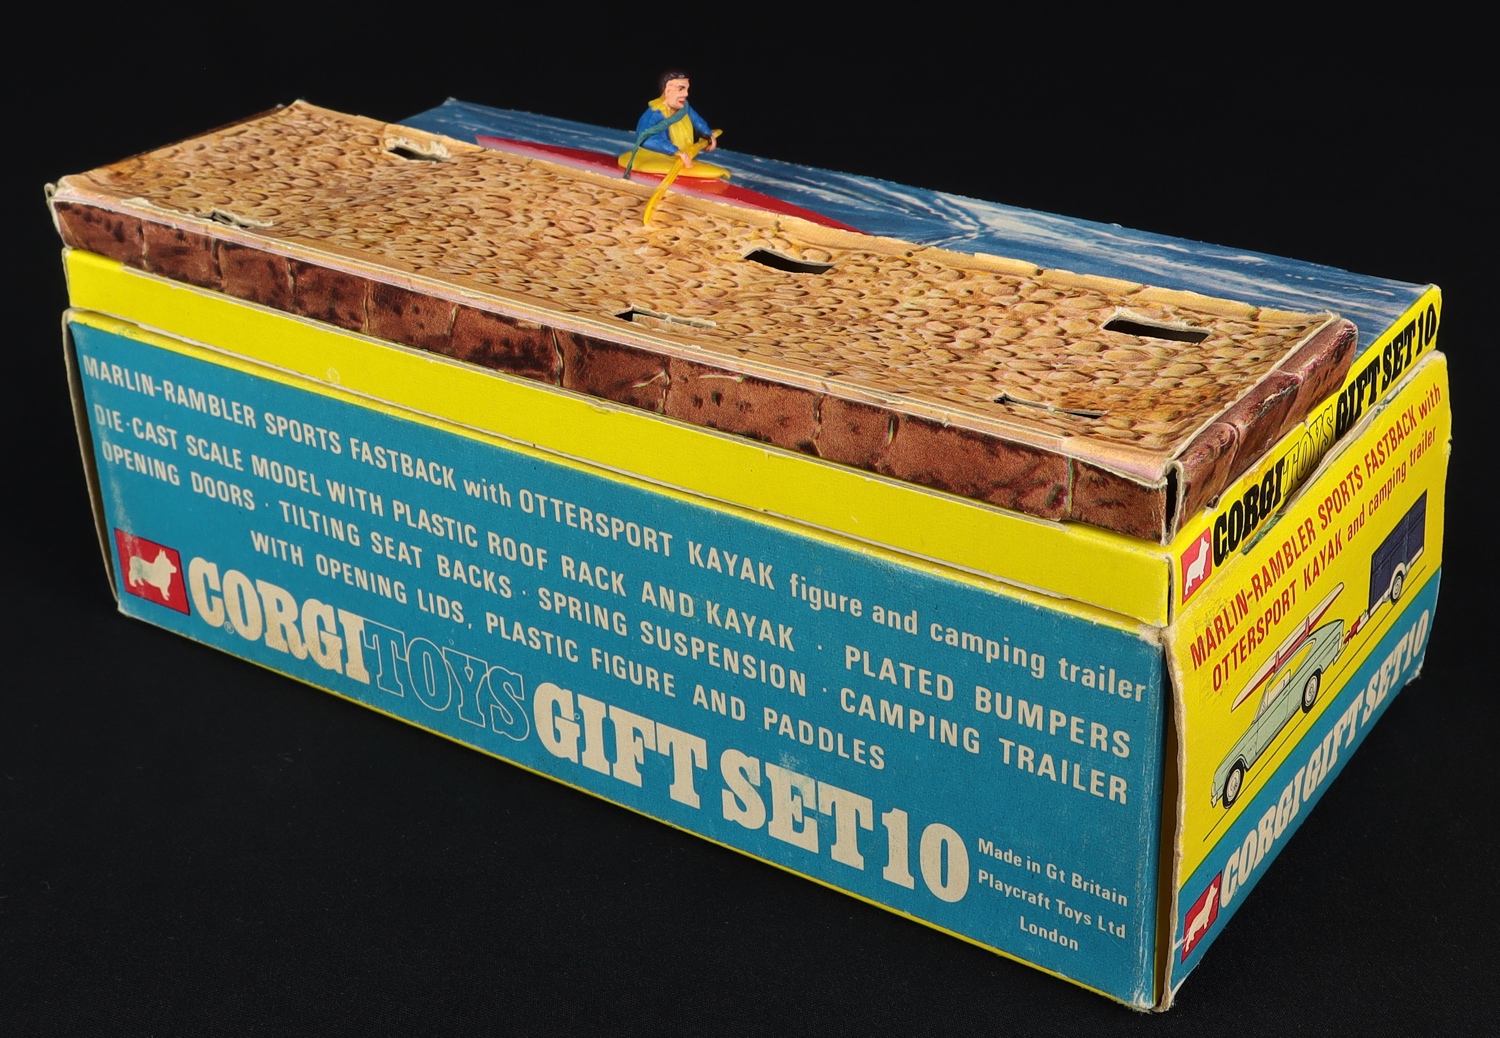 MARLIN-RAMBLER SPORTS FASTBACK with OTTERSPORT KAYAK figure and camping trailer
DIE-CAST SCALE MODEL WITH PLASTIC ROOF RACK AND KAYAK · PLATED BUMPERS
OPENING DOORS · TILTING SEAT BACKS · SPRING SUSPENSION · CAMPING TRAILER
WITH OPENING LIDS, PLASTIC FIGURE AND PADDLES
CORGI TOYS GIFT SET 10
®
Made in Gt Britain
Playcraft Toys Ltd
London
CORGI TOYS GIFT SET 10
MARLIN-RAMBLER SPORTS FASTBACK with
OTTERSPORT KAYAK and camping trailer
CORGI GIFT SET 10